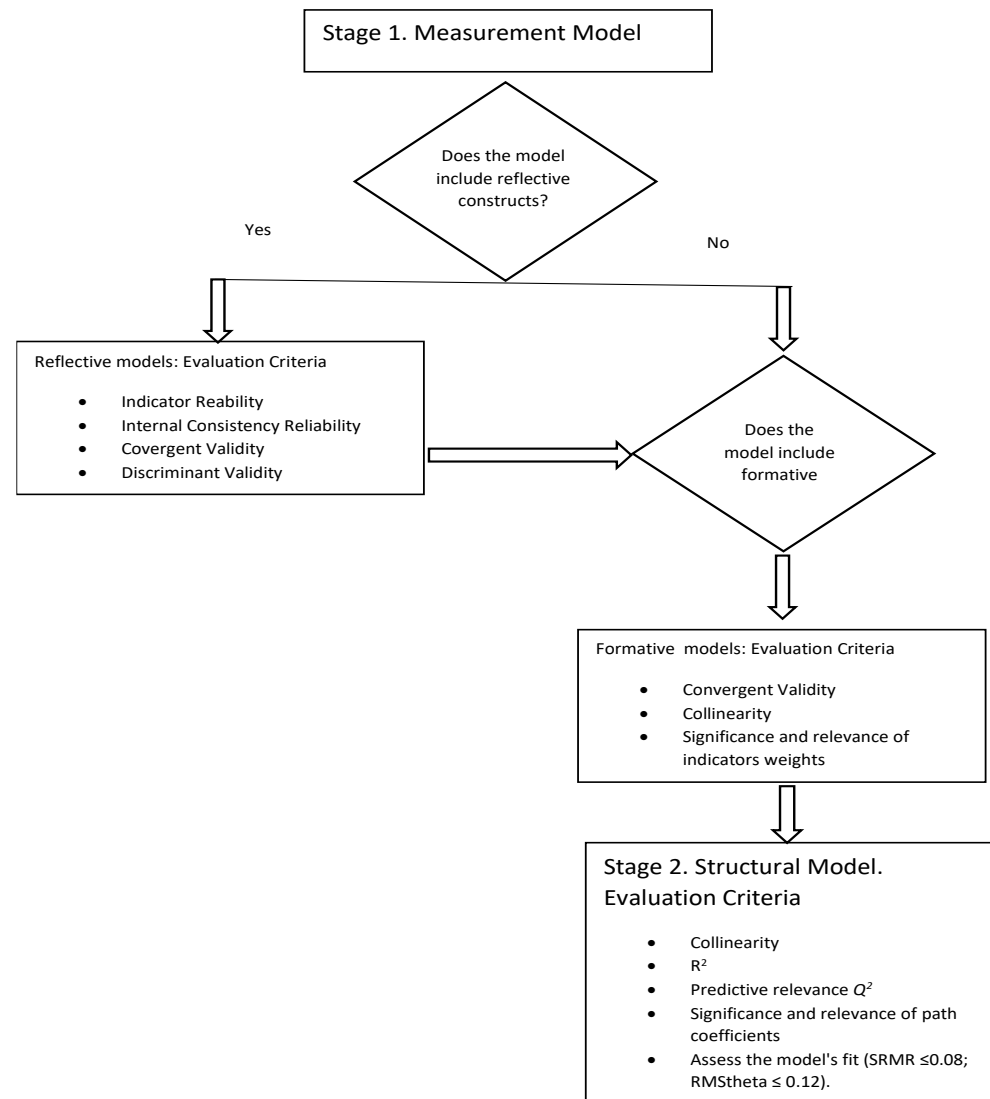 Stage 1. Measurement Model
Does the model
include reflective
constructs?
Yes
No
Reflective models: Evaluation Criteria
• Indicator Reability
• Internal Consistency Reliability
• Covergent Validity
• Discriminant Validity
Does the
model include
formative
Formative models: Evaluation Criteria
• Convergent Validity
• Collinearity
• Significance and relevance of
indicators weights
Stage 2. Structural Model.
Evaluation Criteria
• Collinearity
• R²
• Predictive relevance Q²
• Significance and relevance of path
coefficients
• Assess the model's fit (SRMR ≤0.08;
RMStheta ≤ 0.12).